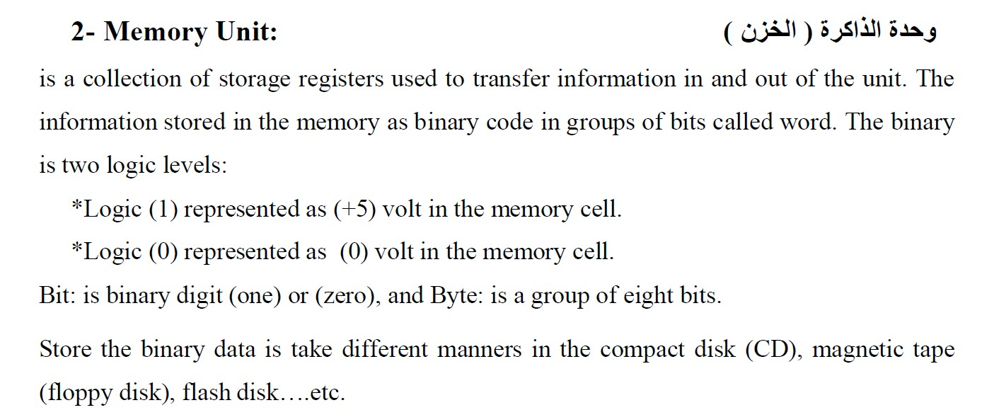 2- Memory Unit: وحدة الذاكرة ( الخزن )
is a collection of storage registers used to transfer information in and out of the unit. The
information stored in the memory as binary code in groups of bits called word. The binary
is two logic levels:
*Logic (1) represented as (+5) volt in the memory cell.
*Logic (0) represented as (0) volt in the memory cell.
Bit: is binary digit (one) or (zero), and Byte: is a group of eight bits.
Store the binary data is take different manners in the compact disk (CD), magnetic tape
(floppy disk), flash disk….etc.